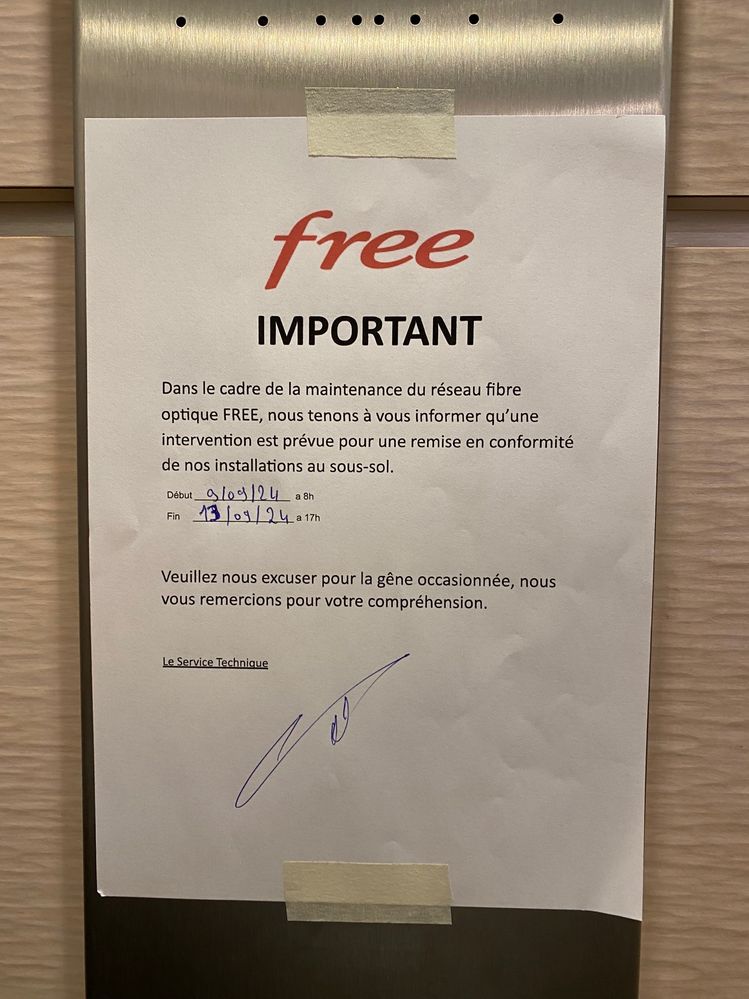 free
IMPORTANT
Dans le cadre de la maintenance du réseau fibre
optique FREE, nous tenons à vous informer qu'une
intervention est prévue pour une remise en conformité
de nos installations au sous-sol.
Début 9/09/24 a 8h
Fin 13/09/24 a 17h
Veuillez nous excuser pour la gêne occasionnée, nous
vous remercions pour votre compréhension.
Le Service Technique